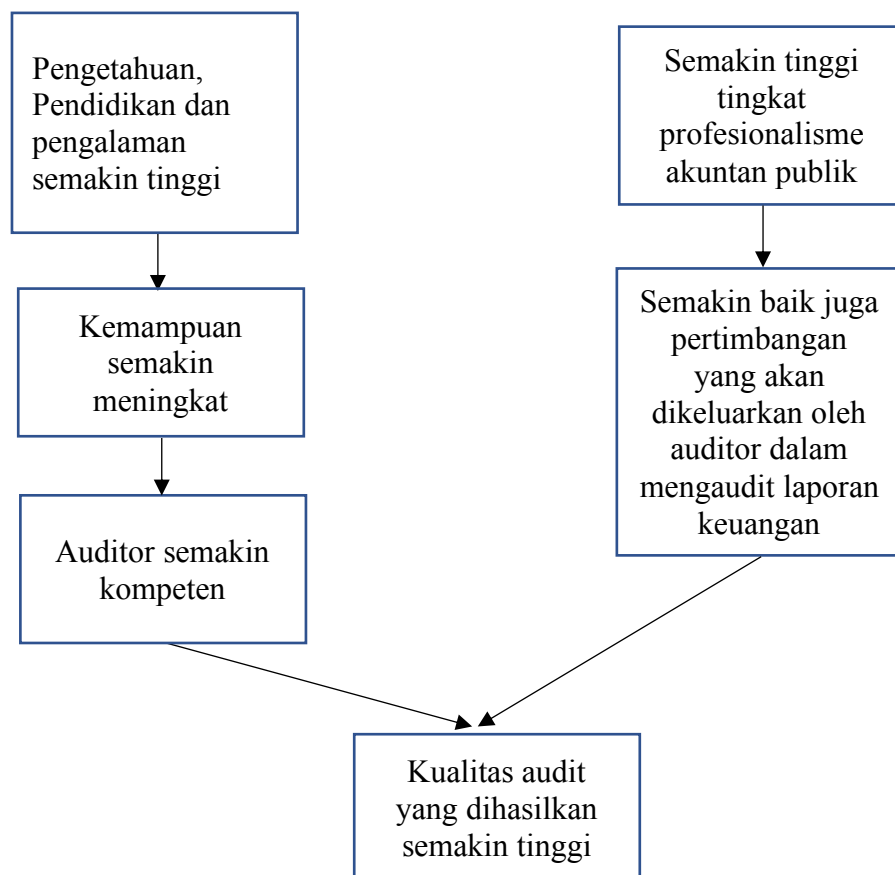 Pengetahuan,
Pendidikan dan
pengalaman
semakin tinggi
Kemampuan
semakin
meningkat
Auditor semakin
kompeten
Semakin tinggi
tingkat
profesionalisme
akuntan publik
Semakin baik juga
pertimbangan
yang akan
dikeluarkan oleh
auditor dalam
mengaudit laporan
keuangan
Kualitas audit
yang dihasilkan
semakin tinggi